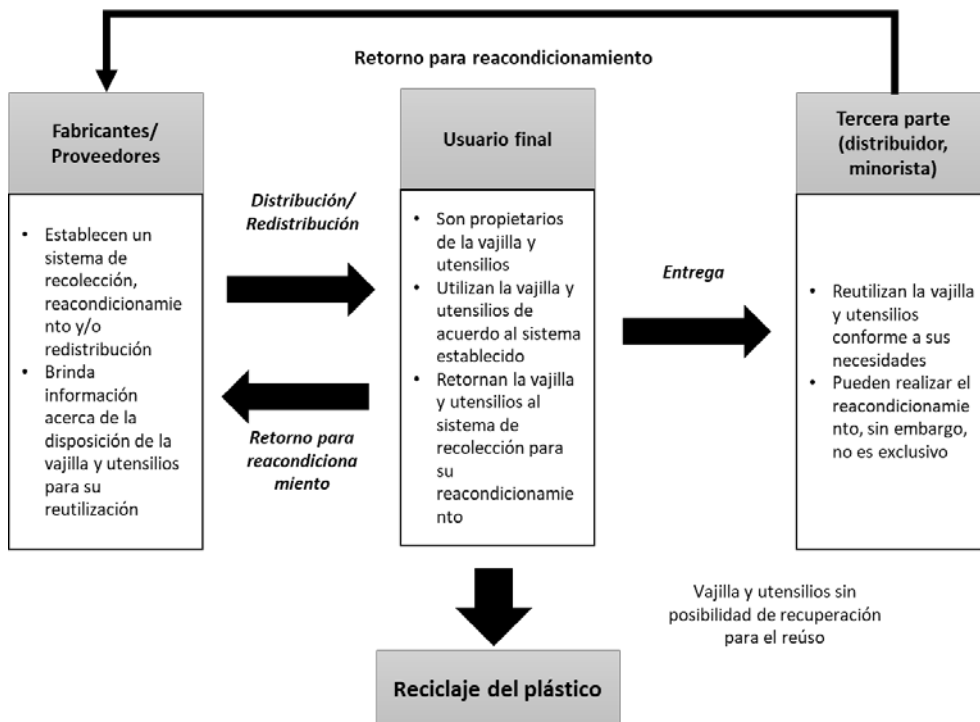 Retorno para reacondicionamiento
Fabricantes/
Proveedores
• Establecen un
sistema de
recolección,
reacondicionamie
nto y/o
redistribución
• Brinda
información
acerca de la
disposición de la
vajilla y utensilios
para su
reutilización
Distribución/
Redistribución
Retorno para
reacondiciona
miento
Usuario final
• Son propietarios
de la vajilla y
utensilios
• Utilizan la vajilla y
utensilios de
acuerdo al sistema
establecido
• Retornan la vajilla
y utensilios al
sistema de
recolección para
su
reacondicionamie
nto
Entrega
Tercera parte
(distribuidor,
minorista)
• Reutilizan la vajilla
y utensilios
conforme a sus
necesidades
• Pueden realizar el
reacondicionamie
nto, sin embargo,
no es exclusivo
Vajilla y utensilios sin
posibilidad de recuperación
para el reúso
Reciclaje del plástico